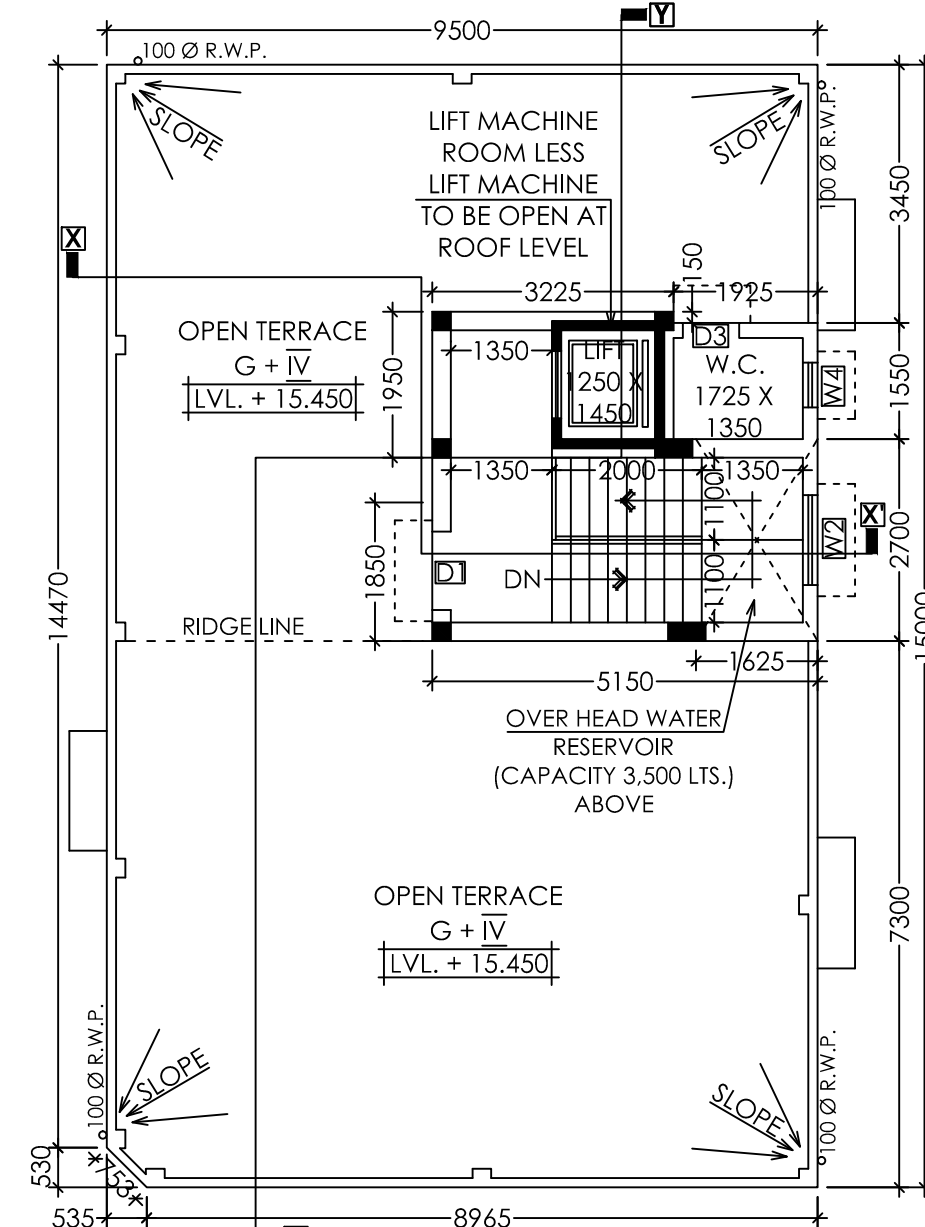 Y
9500
100 Ø R.W.P.
SLOPE
SLOPE
100 Ø R.W.P.
LIFT MACHINE
ROOM LESS
LIFT MACHINE
TO BE OPEN AT
ROOF LEVEL
3450
X
150
3225
1925
OPEN TERRACE
G + IV
LVL. + 15.450
1950
1350
LIFT
1250 X
1450
D3
W.C.
1725 X
1350
W4
1550
1350
2000
1350
1100
1850
D1
DN
1100
W2
X'
2700
14470
15000
RIDGE LINE
1625
5150
OVER HEAD WATER
RESERVOIR
(CAPACITY 3,500 LTS.)
ABOVE
OPEN TERRACE
G + IV
LVL. + 15.450
7300
100 Ø R.W.P.
SLOPE
SLOPE
100 Ø R.W.P.
530
753
535
8965